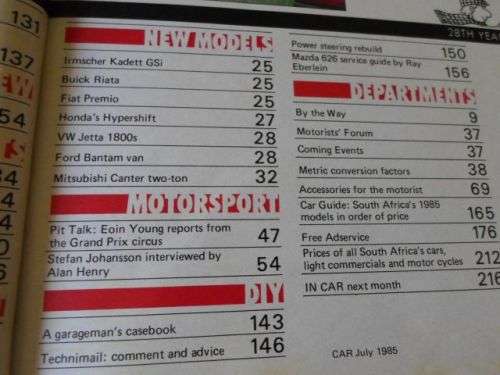 131
137
54
34
NEW MODELS
Irmscher Kadett GSi 25
Buick Riata 25
Fiat Premio 25
Honda's Hypershift 27
VW Jetta 1800s 28
Ford Bantam van 28
Mitsubishi Canter two-ton 32
MOTORSPORT
Pit Talk: Eoin Young reports from
the Grand Prix circus 47
Stefan Johansson interviewed by
Alan Henry 54
DIY
A garageman's casebook 143
Technimail: comment and advice 146
28TH YEA
Power steering rebuild 150
Mazda 626 service guide by Ray
Eberlein 156
DEPARTMENTS
By the Way 9
Motorists' Forum 37
Coming Events 37
Metric conversion factors 38
Accessories for the motorist 69
Car Guide: South Africa's 1985
models in order of price 165
Free Adservice 176
Prices of all South Africa's cars,
light commercials and motor cycles 212
IN CAR next month 216
CAR July 1985